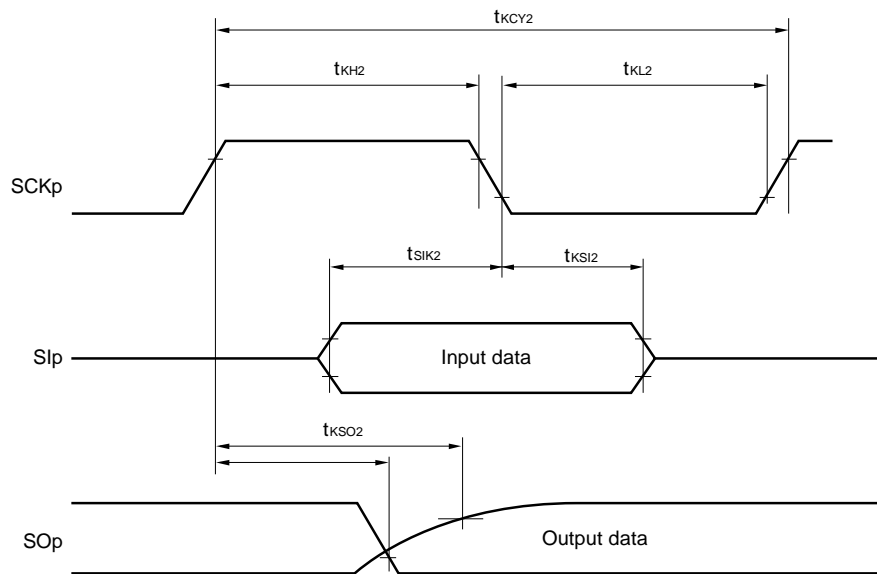 tKCY2
tKH2
tKL2
SCKp
tSIK2
tKSI2
SIp
Input data
tKSO2
SOp
Output data